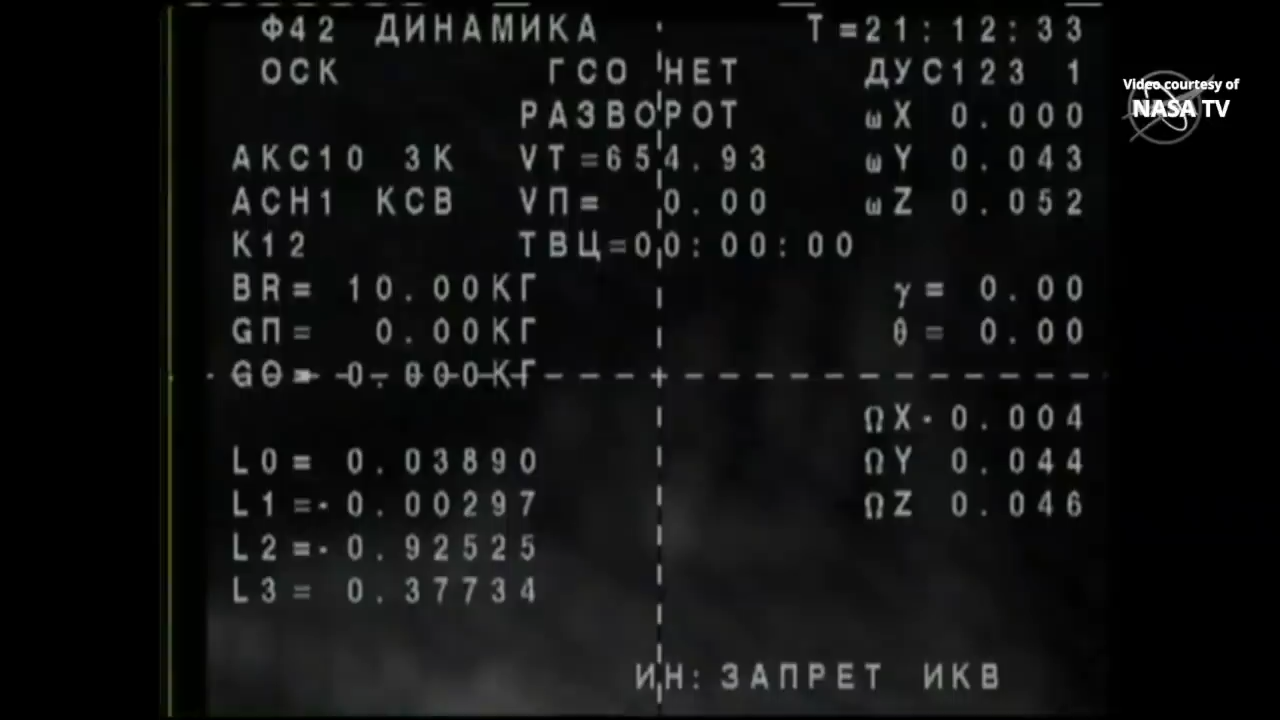 Ф42 ДИНАМИКА T=21:12:33
ОСК ГСО НЕТ ДУС123 1
РАЗВОРОТ ωX 0.000
АКС10 3К VT=654.93 ωY 0.043
АСН1 КСВ VП= 0.00 ωZ 0.052
К12 ТВЦ=00:00:00
BR= 10.00КГ γ= 0.00
GП= 0.00КГ θ= 0.00
GO=-0.000КГ
ΩX-0.004
L0= 0.03890 ΩY 0.044
L1=-0.00297 ΩZ 0.046
L2=-0.92525
L3= 0.37734
ИН:ЗАПРЕТ ИКВ
Video courtesy of
NASA TV